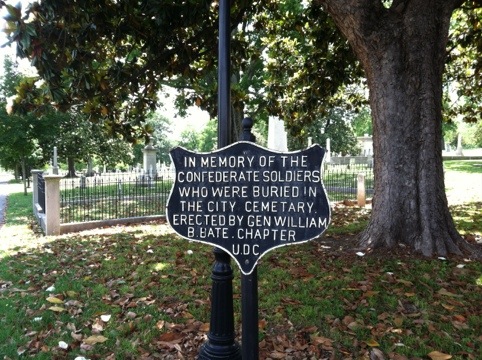 IN MEMORY OF THE
CONFEDERATE SOLDIERS
WHO WERE BURIED IN
THE CITY CEMETARY.
ERECTED BY GEN WILLIAM
B. BATE. CHAPTER
U.D.C